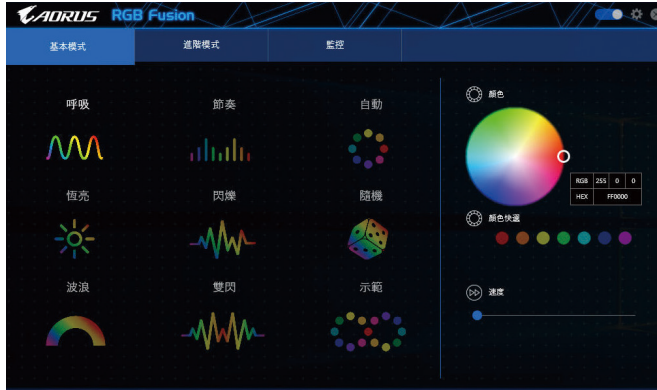 AORUS RGB Fusion
基本模式 進階模式 監控
呼吸 節奏 自動
恆亮 閃爍 隨機
波浪 雙閃 示範
顏色
RGB 255 0 0
HEX FF0000
顏色快選
速度